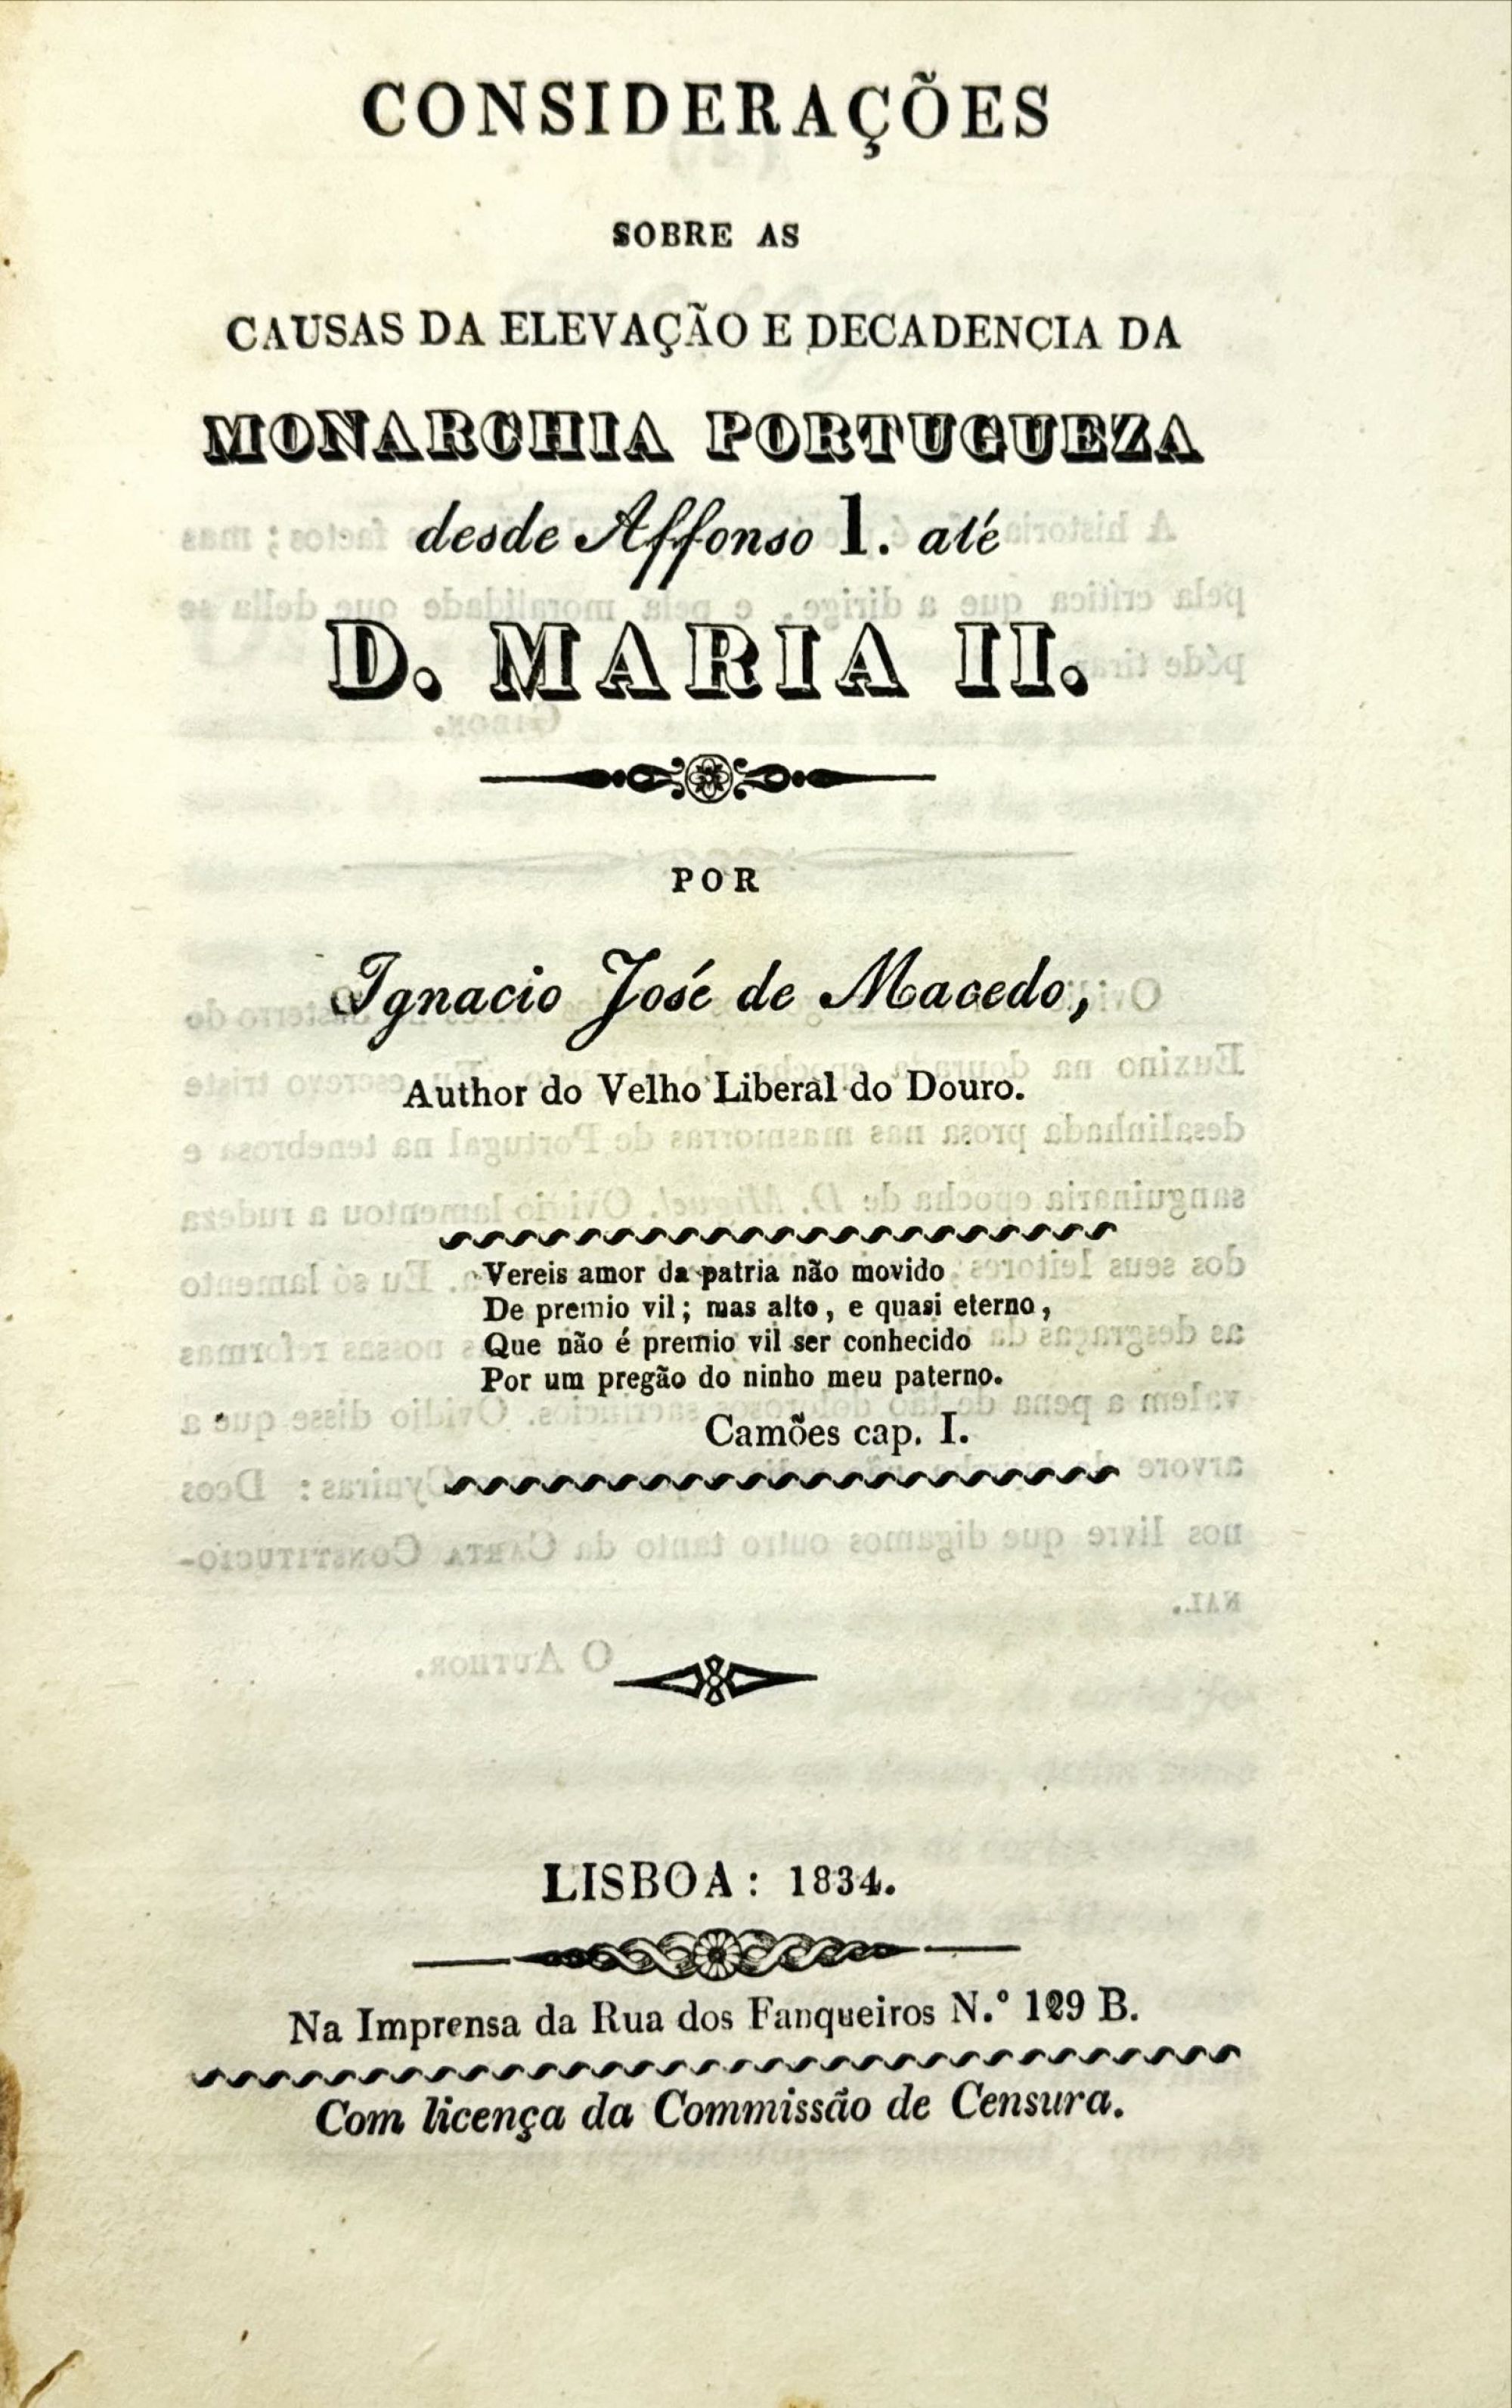 CONSIDERAÇÕES
SOBRE AS
CAUSAS DA ELEVAÇÃO E DECADENCIA DA
MONARCHIA PORTUGUEZA
desde Affonso 1. até
D. MARIA II.
POR
Ignacio José de Macedo,
Author do Velho Liberal do Douro.
Vereis amor da patria não movido
De premio vil; mas alto, e quasi eterno,
Que não é premio vil ser conhecido
Por um pregão do ninho meu paterno.
Camões cap. I.
LISBOA: 1834.
Na Imprensa da Rua dos Fanqueiros N.º 129 B.
Com licença da Commissão de Censura.